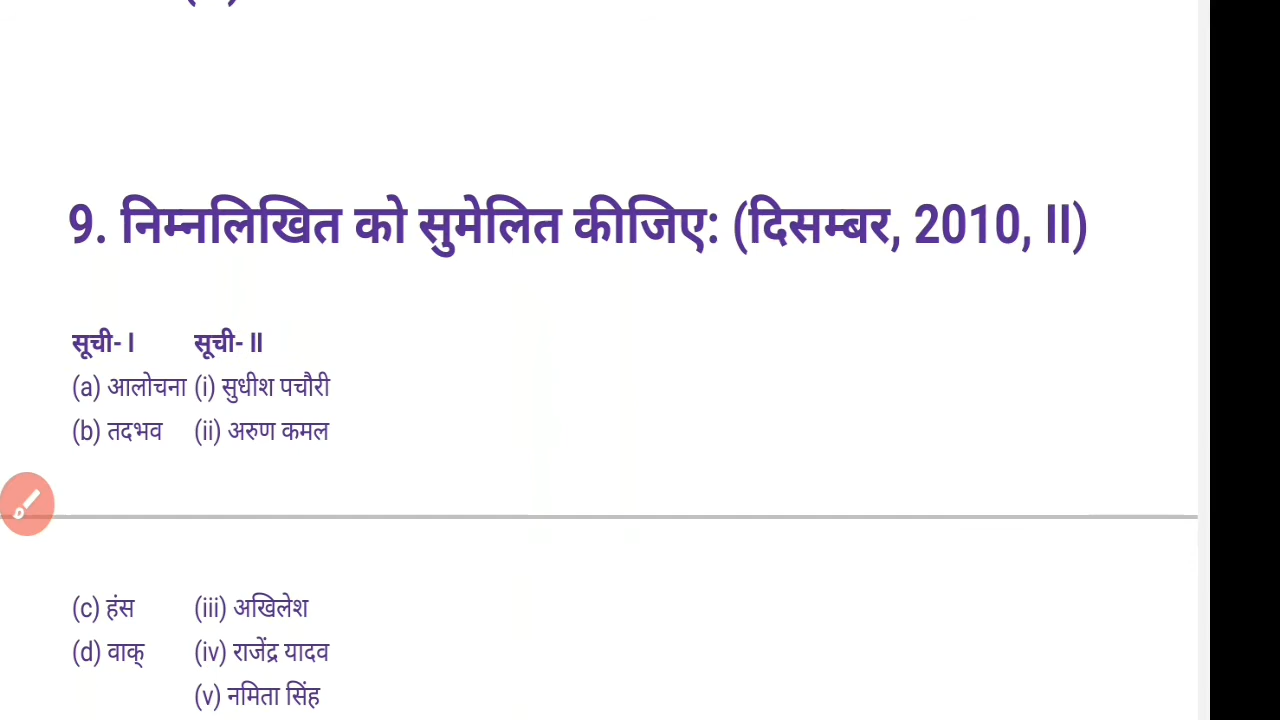 9. निम्नलिखित को सुमेलित कीजिए: (दिसम्बर, 2010, II)
सूची- I सूची- II
(a) आलोचना (i) सुधीश पचौरी
(b) तदभव (ii) अरुण कमल
(c) हंस (iii) अखिलेश
(d) वाक् (iv) राजेंद्र यादव
(v) नमिता सिंह